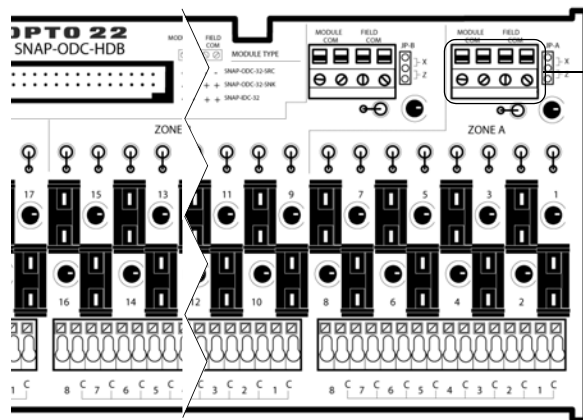 OPTO 22
SNAP-ODC-HDB
FIELD
COM
MODULE TYPE
- SNAP-ODC-32-SRC
+ + SNAP-ODC-32-SNK
+ + SNAP-IDC-32
MODULE
COM
FIELD
COM
JP-B
X
Z
MODULE
COM
FIELD
COM
JP-A
X
Z
ZONE
ZONE A
17 15 13 11 9 7 5 3 1
16 14 12 10 8 6 4 2
1 C 8 C 7 C 6 C 5 C 3 C 2 C 1 C 8 C 7 C 6 C 5 C 4 C 3 C 2 C 1 C